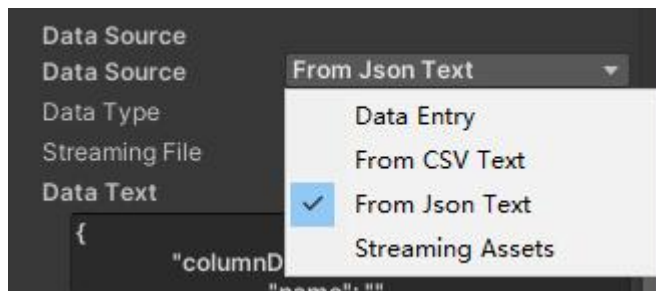 Data Source
Data Source From Json Text
Data Type
Data Entry
Streaming File
From CSV Text
Data Text
From Json Text
{
Streaming Assets
"columnD
"name": ""